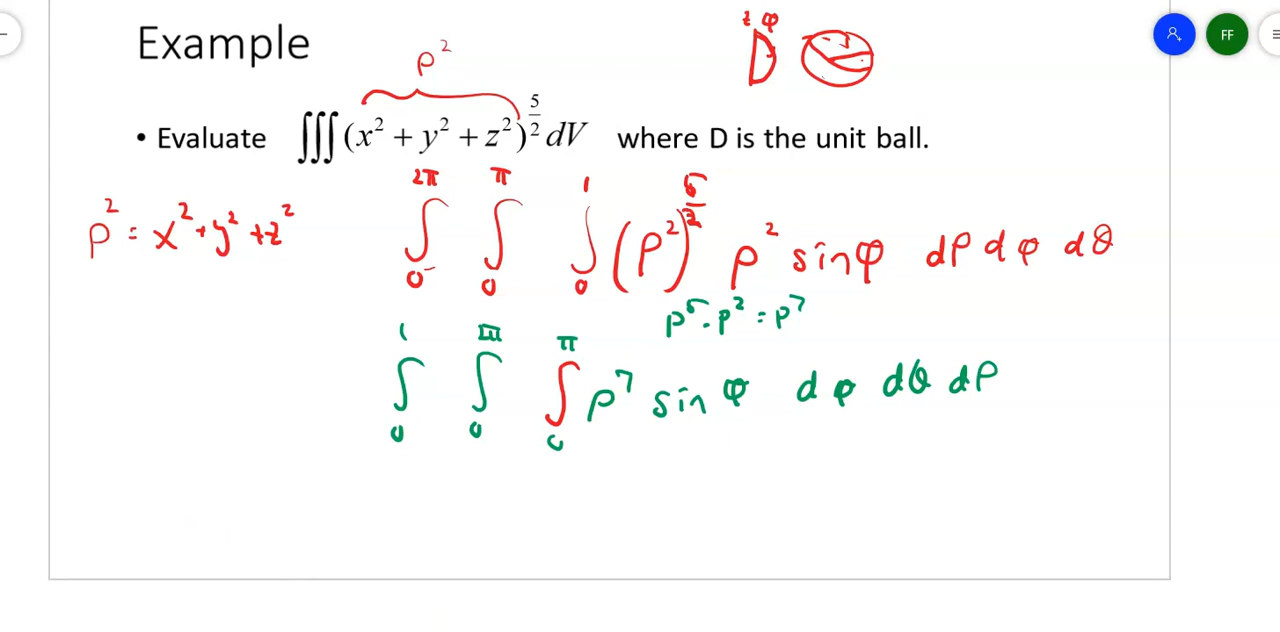 Example
z φ
D
ρ²
FF
• Evaluate ∭(x² + y² + z²)^(5/2) dV where D is the unit ball.
ρ² = x² + y² + z²
∫₀^(2π) ∫₀^π ∫₀^1 (ρ²)^(5/2) ρ² sinφ dρ dφ dθ
ρ⁵ · ρ² = ρ⁷
∫₀^1 ∫₀ ∫₀^π ρ⁷ sin φ dφ dθ dρ